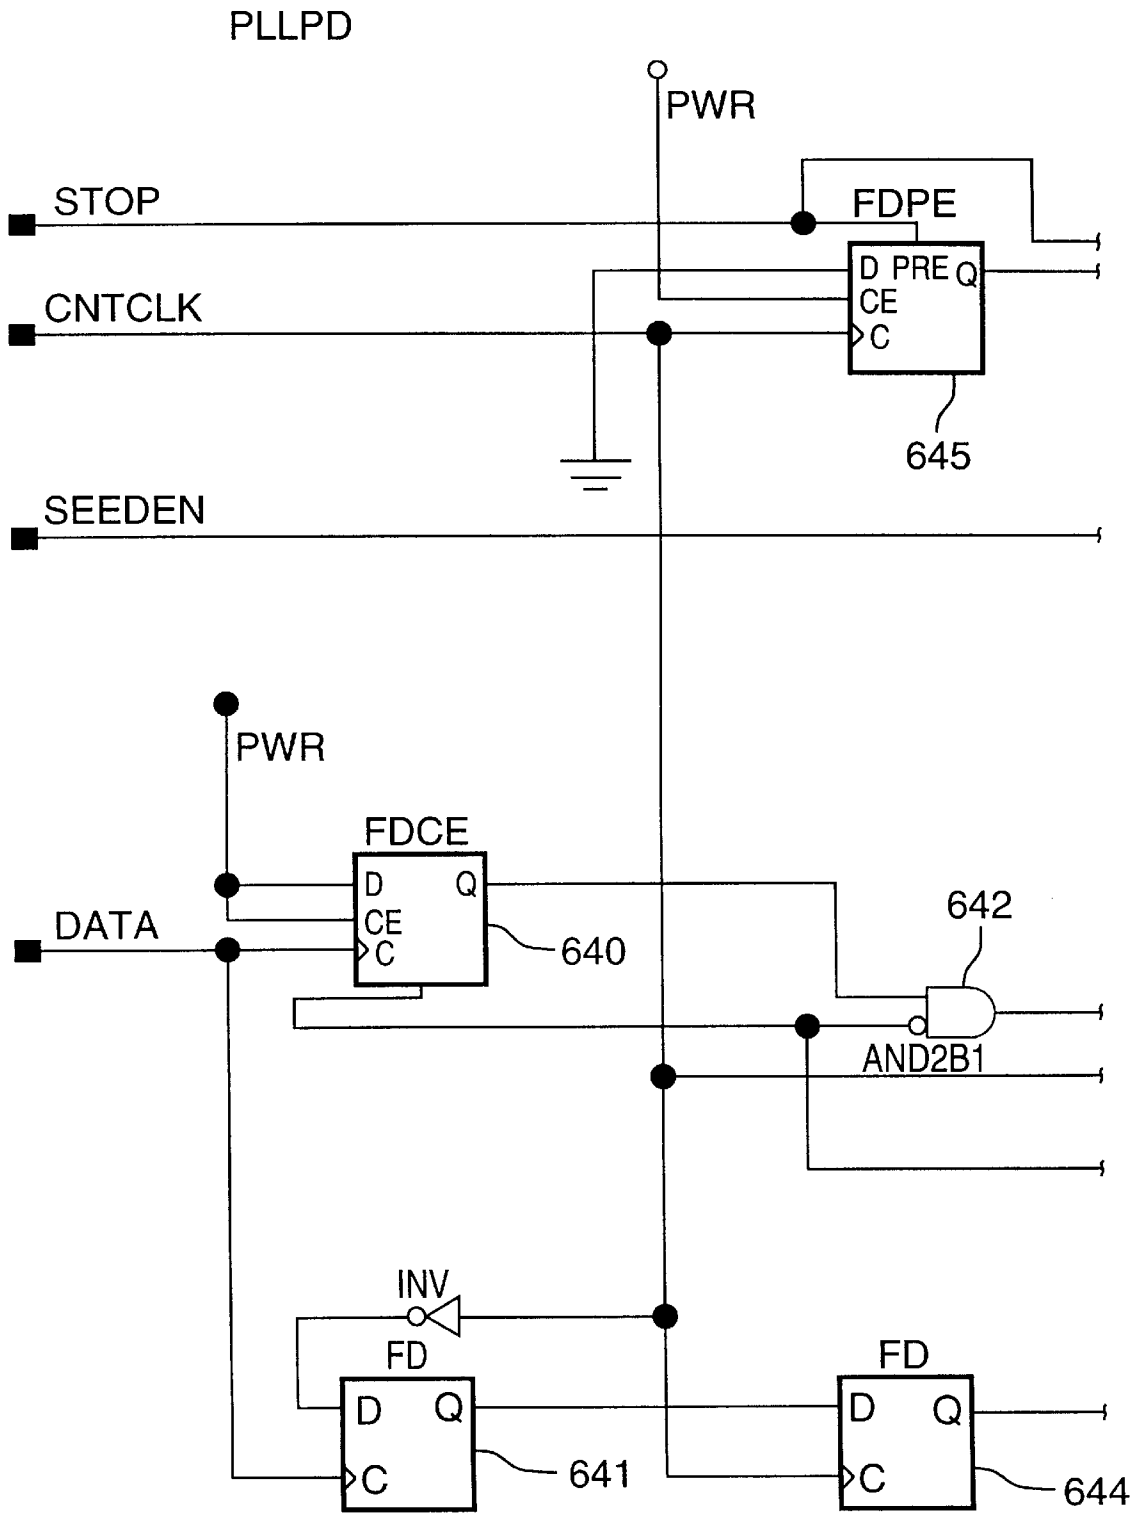 PLLPD
PWR
STOP
FDPE
D PRE Q
CE
CNTCLK
C
645
SEEDEN
PWR
FDCE
D Q
CE
DATA
C
640
642
AND2B1
INV
FD
FD
D Q
D Q
C
C
641
644